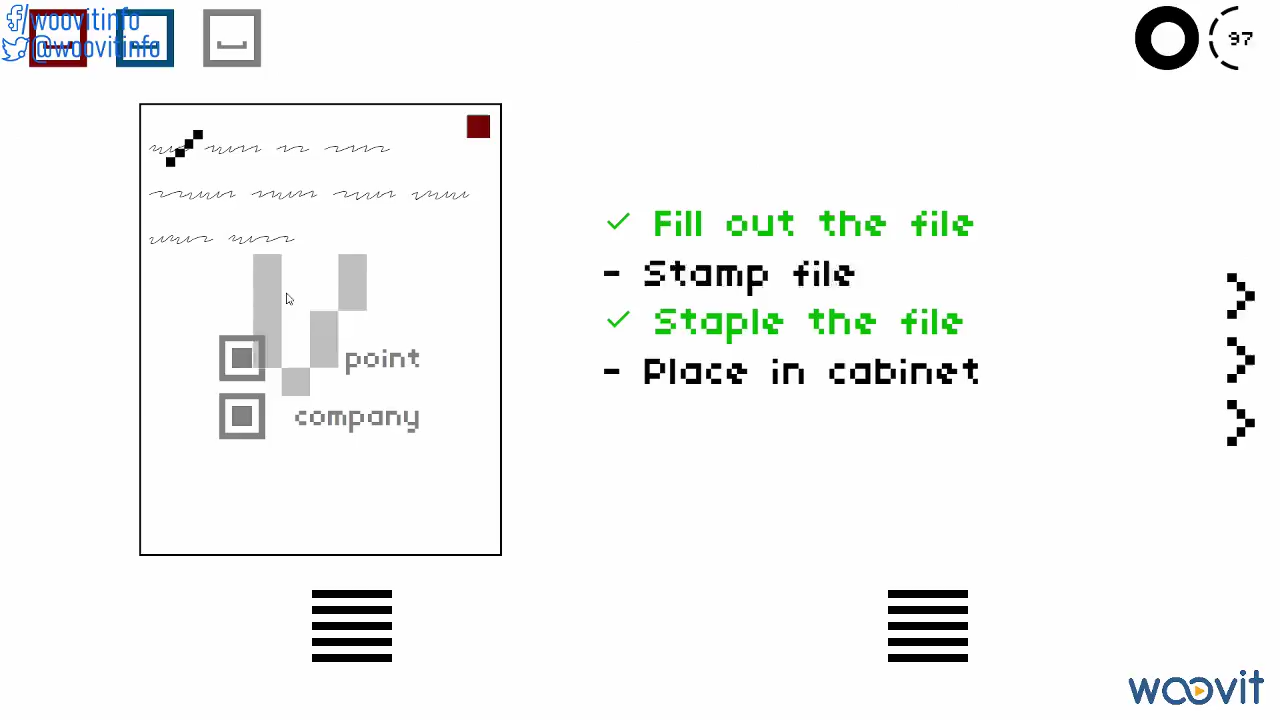 /woovitinfo
@woovitinfo
97
Fill out the file
- Stamp file
Staple the file
- Place in cabinet
point
company
woovit